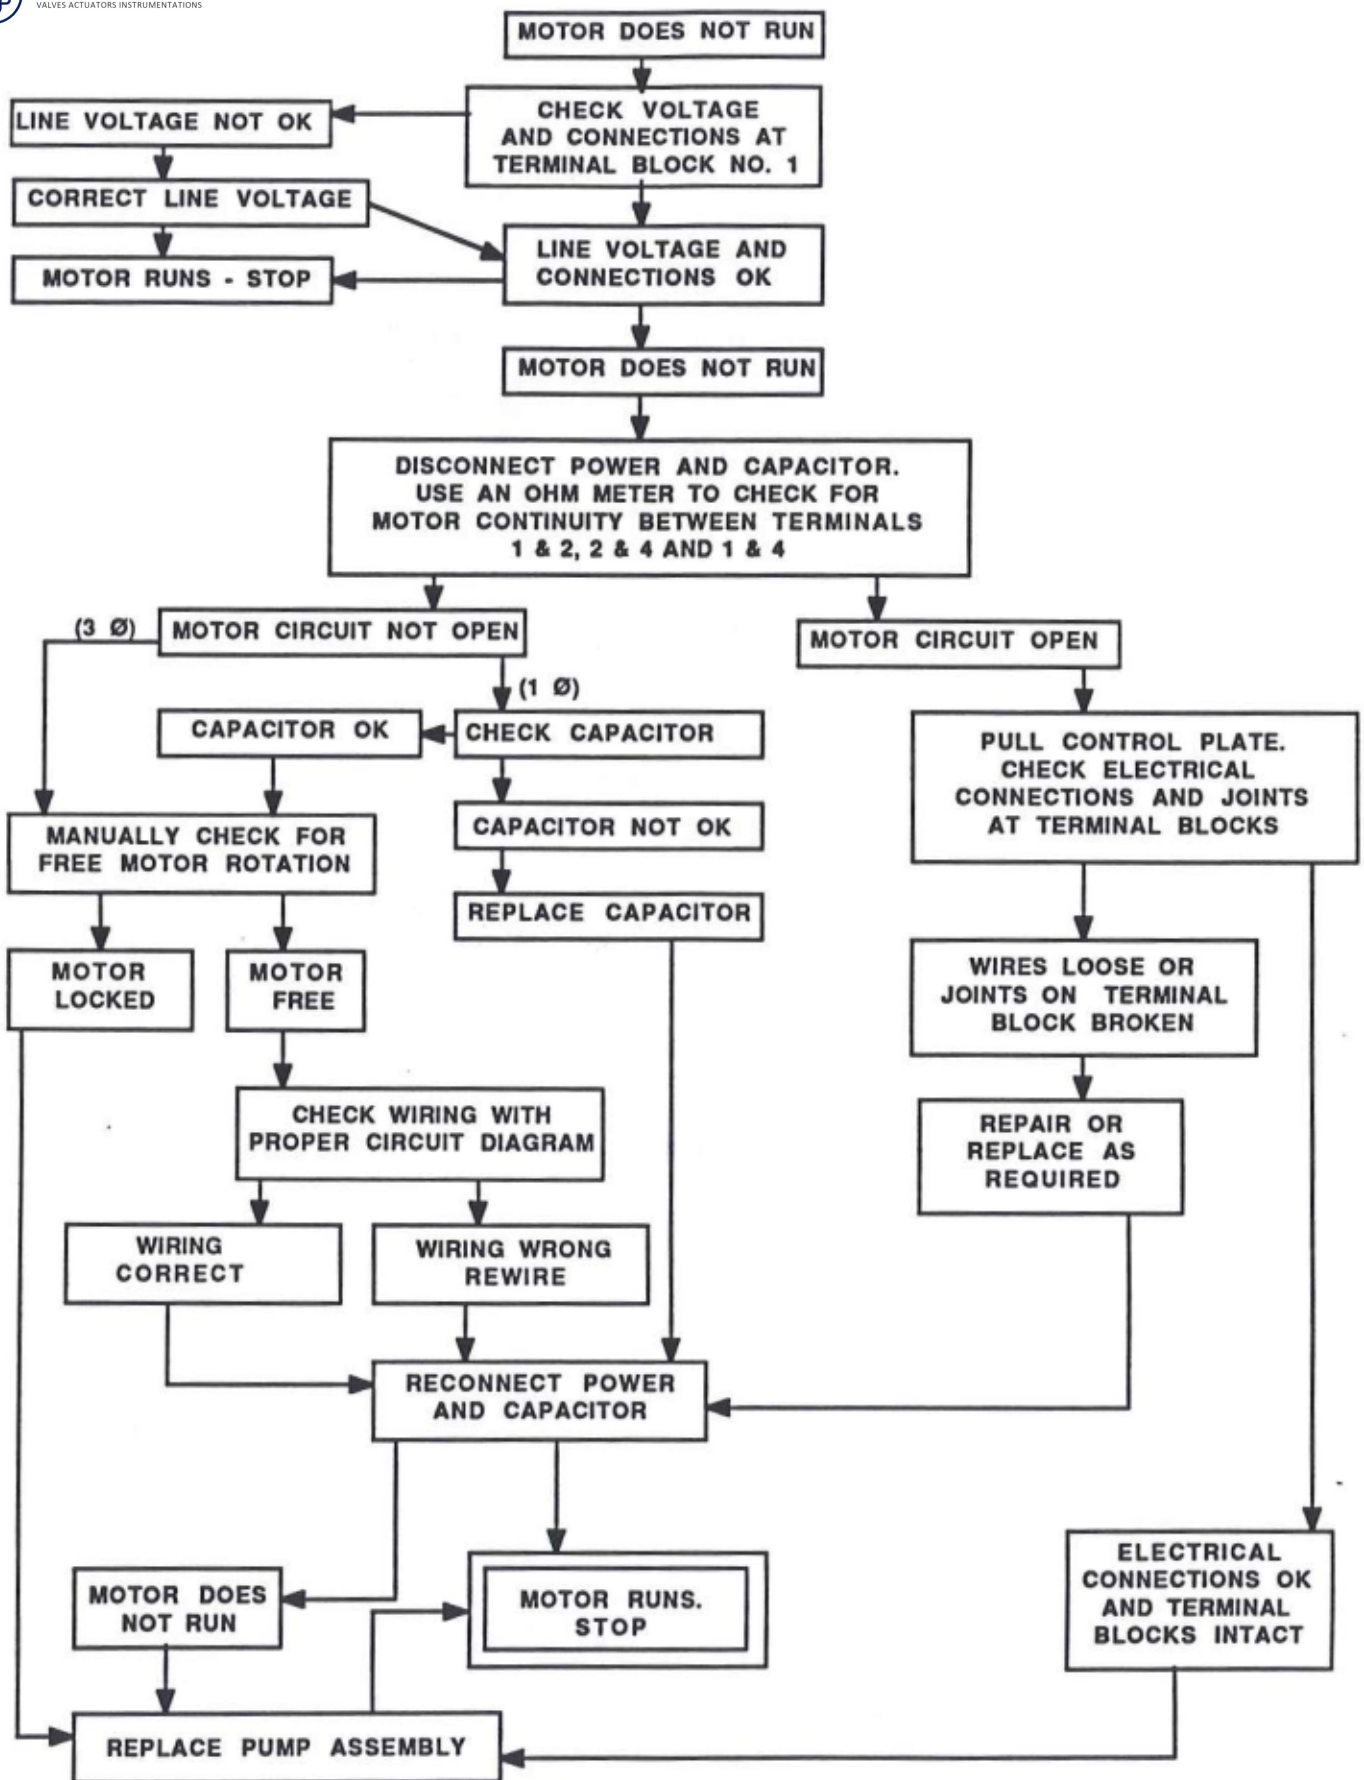 VALVES ACTUATORS INSTRUMENTATIONS
MOTOR DOES NOT RUN
CHECK VOLTAGE
AND CONNECTIONS AT
TERMINAL BLOCK NO. 1
LINE VOLTAGE NOT OK
CORRECT LINE VOLTAGE
LINE VOLTAGE AND
CONNECTIONS OK
MOTOR RUNS - STOP
MOTOR DOES NOT RUN
DISCONNECT POWER AND CAPACITOR.
USE AN OHM METER TO CHECK FOR
MOTOR CONTINUITY BETWEEN TERMINALS
1 & 2, 2 & 4 AND 1 & 4
(3 Ø)
MOTOR CIRCUIT NOT OPEN
MOTOR CIRCUIT OPEN
(1 Ø)
CAPACITOR OK
CHECK CAPACITOR
PULL CONTROL PLATE.
CHECK ELECTRICAL
CONNECTIONS AND JOINTS
AT TERMINAL BLOCKS
MANUALLY CHECK FOR
FREE MOTOR ROTATION
CAPACITOR NOT OK
REPLACE CAPACITOR
MOTOR
LOCKED
MOTOR
FREE
WIRES LOOSE OR
JOINTS ON TERMINAL
BLOCK BROKEN
CHECK WIRING WITH
PROPER CIRCUIT DIAGRAM
REPAIR OR
REPLACE AS
REQUIRED
WIRING
CORRECT
WIRING WRONG
REWIRE
RECONNECT POWER
AND CAPACITOR
ELECTRICAL
CONNECTIONS OK
AND TERMINAL
BLOCKS INTACT
MOTOR DOES
NOT RUN
MOTOR RUNS.
STOP
REPLACE PUMP ASSEMBLY